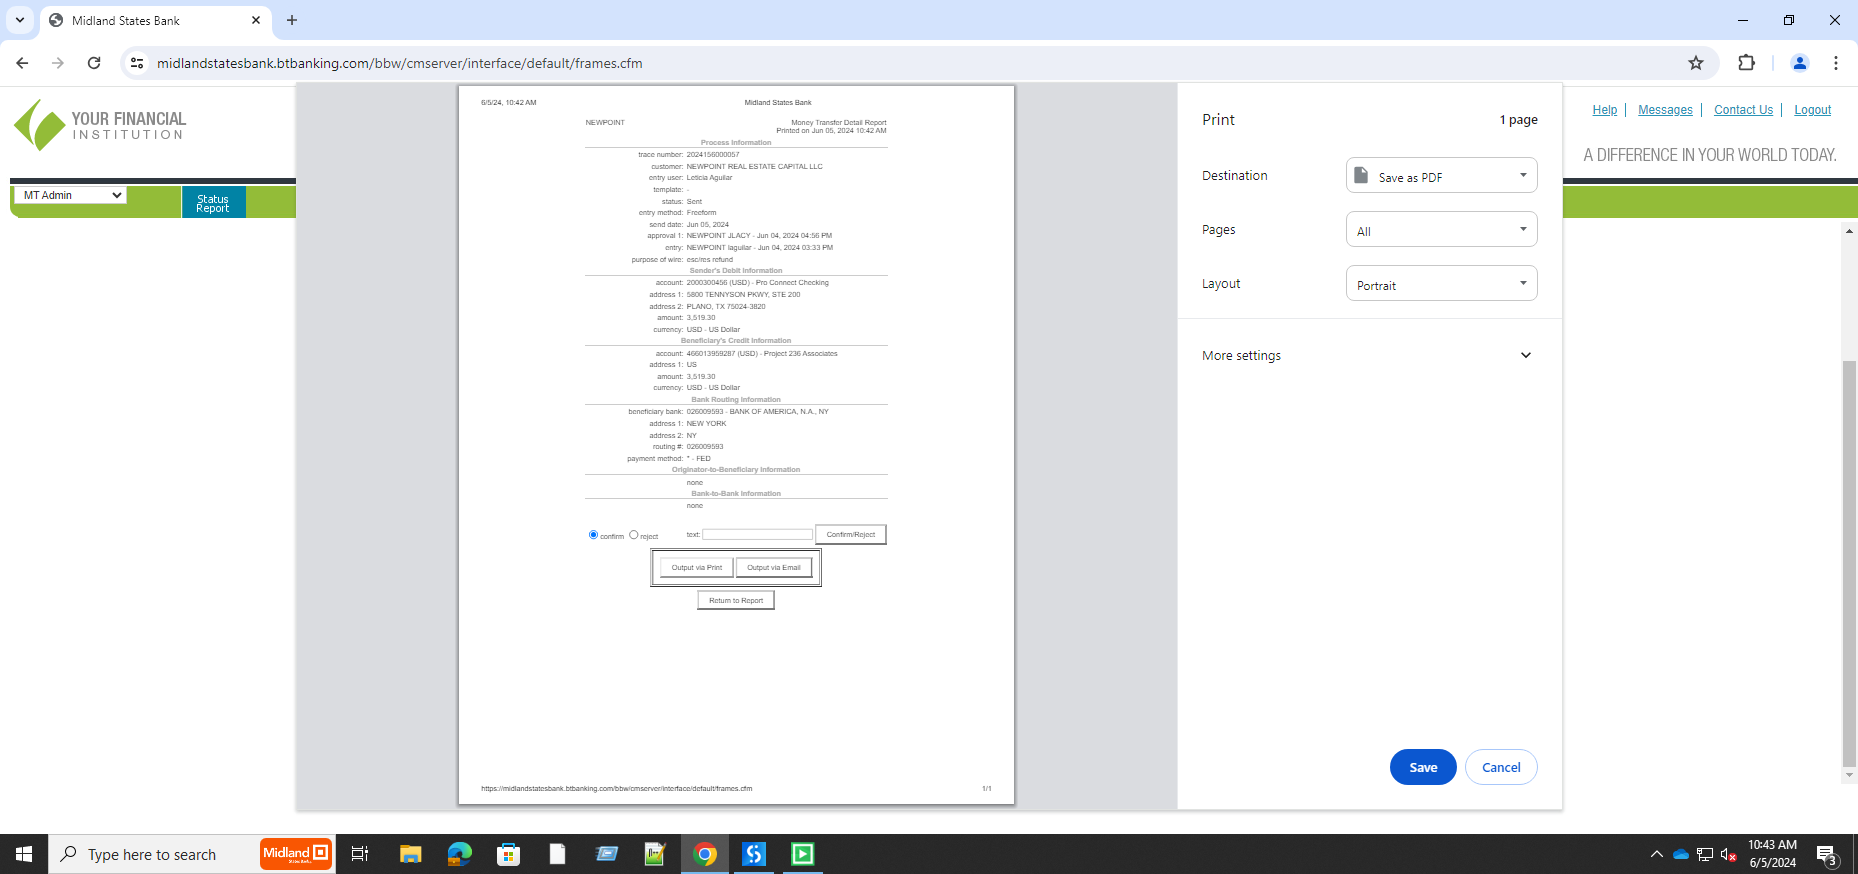 Midland States Bank
midlandstatesbank.btbanking.com/bbw/cmserver/interface/default/frames.cfm
YOUR FINANCIAL
INSTITUTION
Help | Messages | Contact Us | Logout
A DIFFERENCE IN YOUR WORLD TODAY.
MT Admin
Status
Report
6/5/24, 10:42 AM Midland States Bank
NEWPOINT Money Transfer Detail Report
Printed on Jun 05, 2024 10:42 AM
Process Information
trace number: 2024156000057
customer: NEWPOINT REAL ESTATE CAPITAL LLC
entry user: Leticia Aguilar
template: -
status: Sent
entry method: Freeform
send date: Jun 05, 2024
approval 1: NEWPOINT JLACY - Jun 04, 2024 04:56 PM
entry: NEWPOINT laguilar - Jun 04, 2024 03:33 PM
purpose of wire: esc/res refund
Sender's Debit Information
account: 2000300456 (USD) - Pro Connect Checking
address 1: 5800 TENNYSON PKWY, STE 200
address 2: PLANO, TX 75024-3820
amount: 3,519.30
currency: USD - US Dollar
Beneficiary's Credit Information
account: 466013959287 (USD) - Project 236 Associates
address 1: US
amount: 3,519.30
currency: USD - US Dollar
Bank Routing Information
beneficiary bank: 026009593 - BANK OF AMERICA, N.A., NY
address 1: NEW YORK
address 2: NY
routing #: 026009593
payment method: * - FED
Originator-to-Beneficiary Information
none
Bank-to-Bank Information
none
confirm reject text: Confirm/Reject
Output via Print Output via Email
Return to Report
https://midlandstatesbank.btbanking.com/bbw/cmserver/interface/default/frames.cfm 1/1
Print 1 page
Destination Save as PDF
Pages All
Layout Portrait
More settings
Save Cancel
Type here to search
Midland
10:43 AM
6/5/2024
3